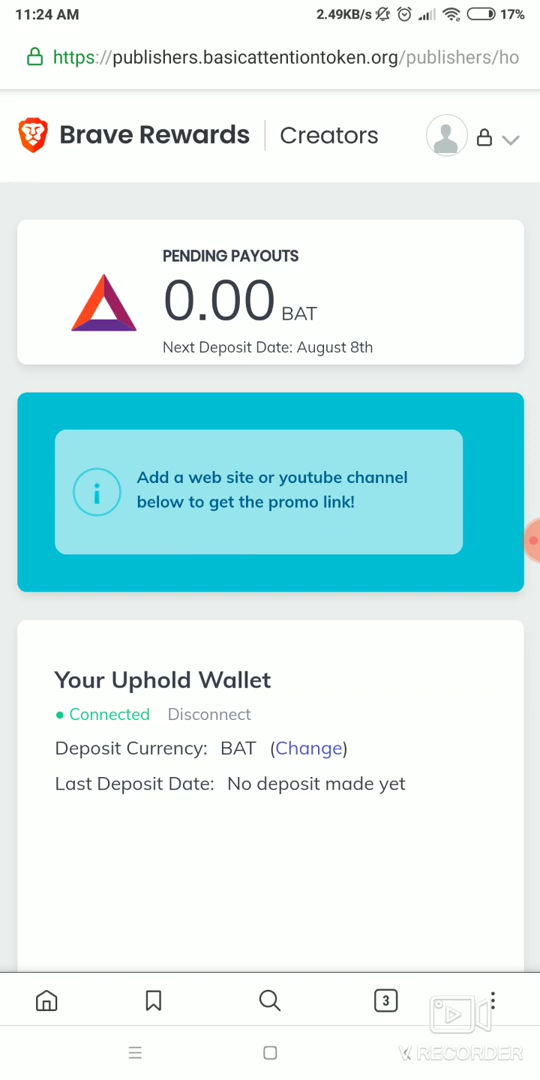 11:24 AM 2.49KB/s 17%
https://publishers.basicattentiontoken.org/publishers/ho
Brave Rewards Creators
PENDING PAYOUTS
0.00 BAT
Next Deposit Date: August 8th
Add a web site or youtube channel
below to get the promo link!
Your Uphold Wallet
Connected Disconnect
Deposit Currency: BAT (Change)
Last Deposit Date: No deposit made yet
3
V RECORDER